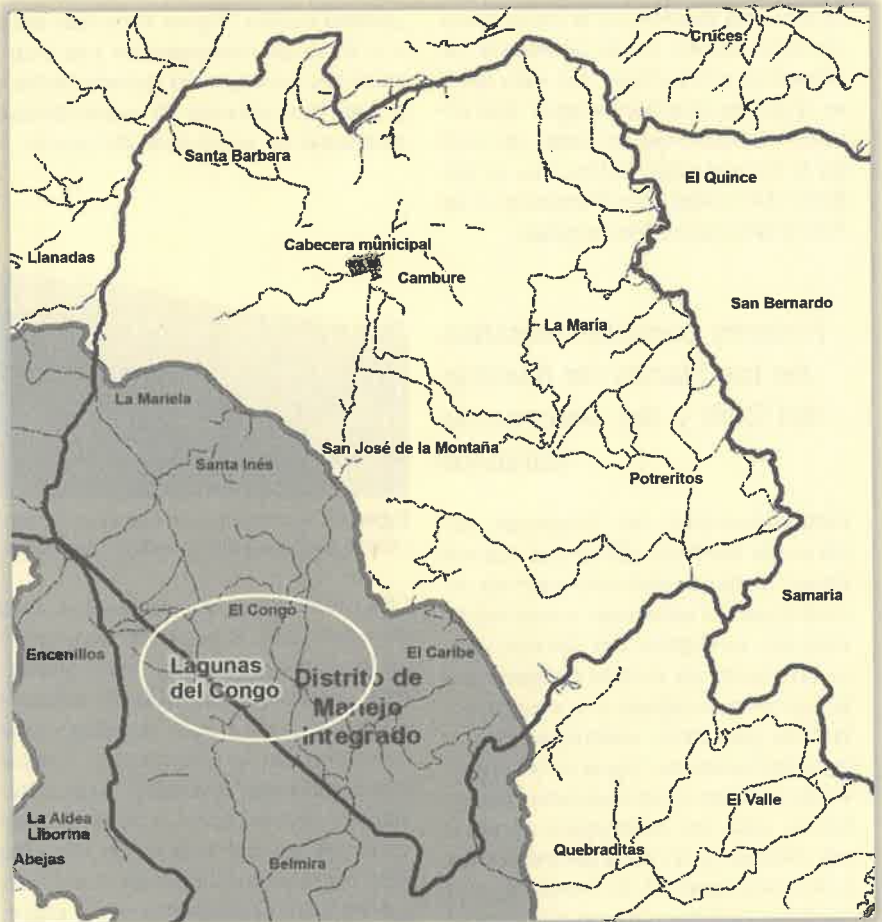 Cruces
Santa Barbara
El Quince
Cabecera municipal
Llanadas
Cambure
San Bernardo
La María
La Mariela
San José de la Montaña
Santa Inés
Potreritos
Samaria
El Congo
Encenillos
El Caribe
Lagunas
del Congo
Distrito de
Manejo
integrado
La Aldea
Liborina
Abejas
El Valle
Quebraditas
Belmira